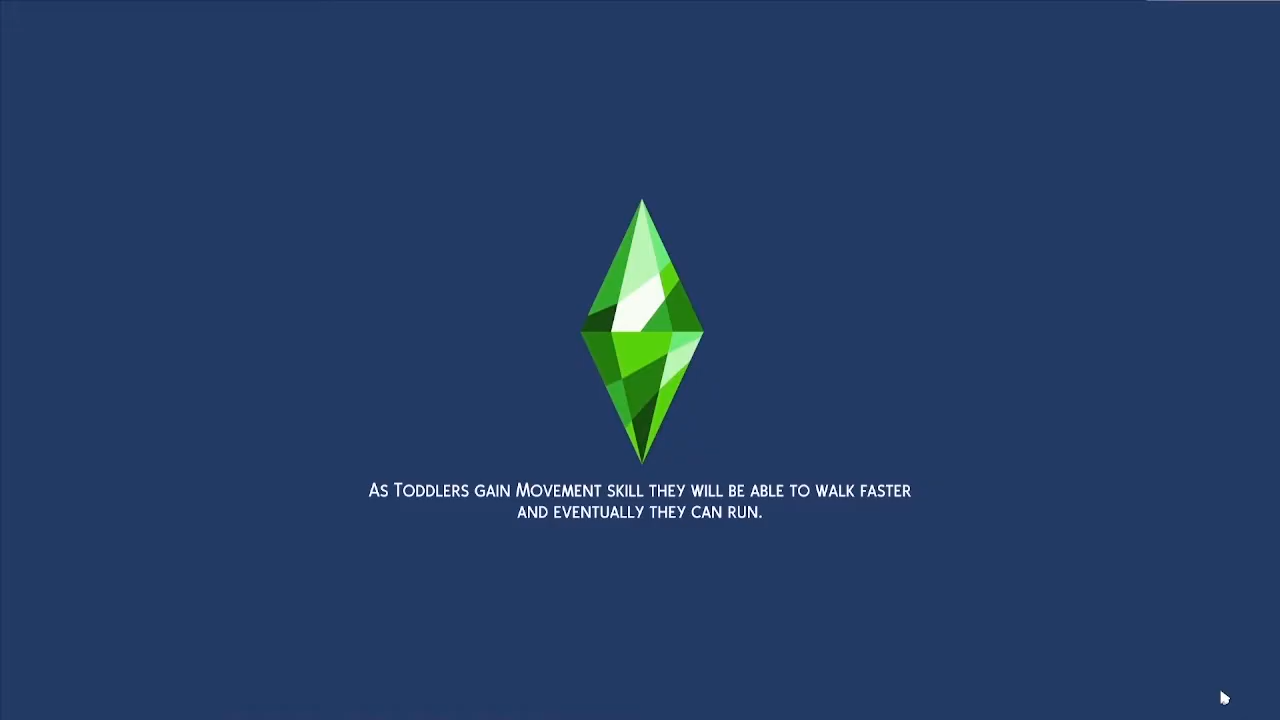 As Toddlers gain Movement skill they will be able to walk faster
and eventually they can run.